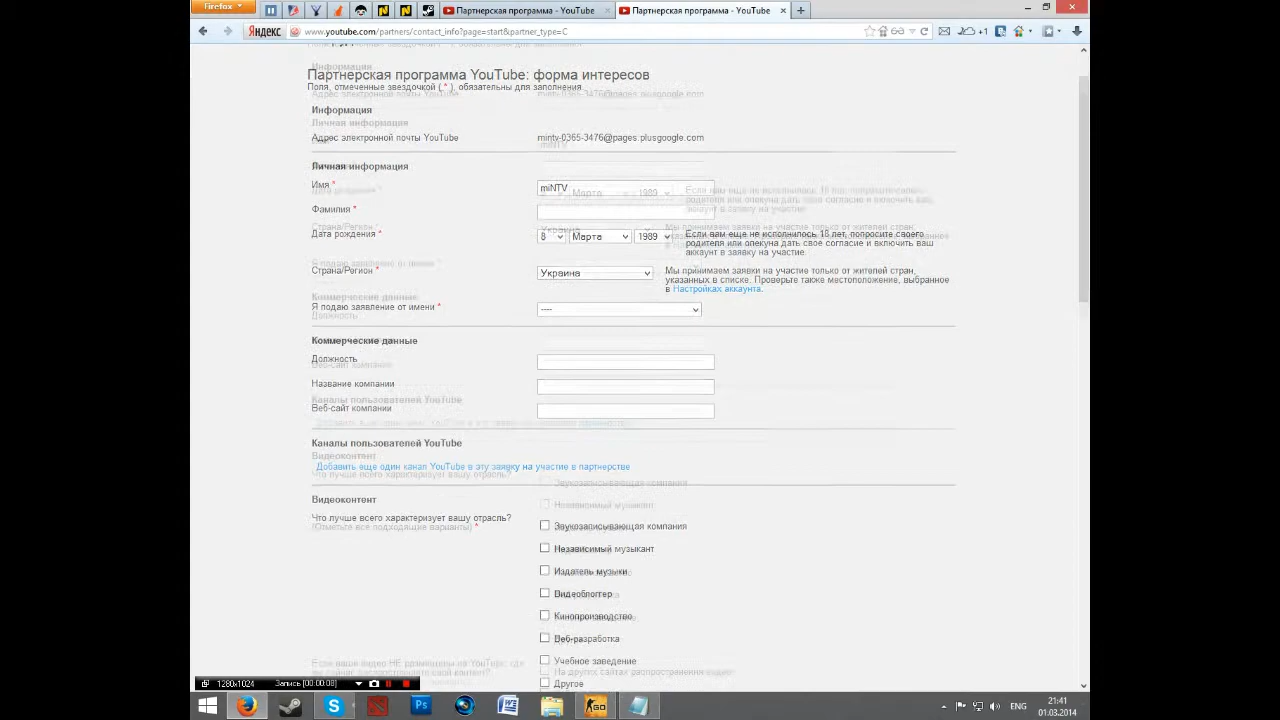 Firefox
Партнерская программа - YouTube
Партнерская программа - YouTube
Яндекс
www.youtube.com/partners/contact_info?page=start&partner_type=C
+1
Партнерская программа YouTube: форма интересов
Поля, отмеченные звездочкой ( * ), обязательны для заполнения
Информация
Адрес электронной почты YouTube mintv-0365-3476@pages.plusgoogle.com
Личная информация
Имя * miNTV
Фамилия *
Дата рождения * 8 Марта 1989
Если вам еще не исполнилось 18 лет, попросите своего
родителя или опекуна дать свое согласие и включить ваш
аккаунт в заявку на участие.
Страна/Регион * Украина
Мы принимаем заявки на участие только от жителей стран,
указанных в списке. Проверьте также местоположение, выбранное
в Настройках аккаунта.
Я подаю заявление от имени * ----
Коммерческие данные
Должность
Название компании
Веб-сайт компании
Каналы пользователей YouTube
Добавить еще один канал YouTube в эту заявку на участие в партнерстве
Видеоконтент
Что лучше всего характеризует вашу отрасль?
(Отметьте все подходящие варианты) *
Звукозаписывающая компания
Независимый музыкант
Издатель музыки
Видеоблоггер
Кинопроизводство
Веб-разработка
Учебное заведение
Другое
1280x1024 Запись [00:00:08]
ENG
21:41
01.03.2014